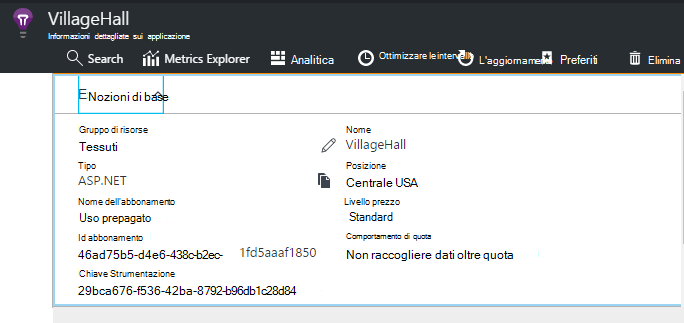 VillageHall
Informazioni dettagliate sui applicazione
Search Metrics Explorer Analitica Ottimizzare le intervalli L'aggiornamento Preferiti Elimina
E Nozioni di base
Gruppo di risorse Nome
Tessuti VillageHall
Tipo Posizione
ASP.NET Centrale USA
Nome dell'abbonamento Livello prezzo
Uso prepagato Standard
Id abbonamento Comportamento di quota
46ad75b5-d4e6-438c-b2ec- 1fd5aaaf1850 Non raccogliere dati oltre quota
Chiave Strumentazione
29bca676-f536-42ba-8792-b96db1c28d84